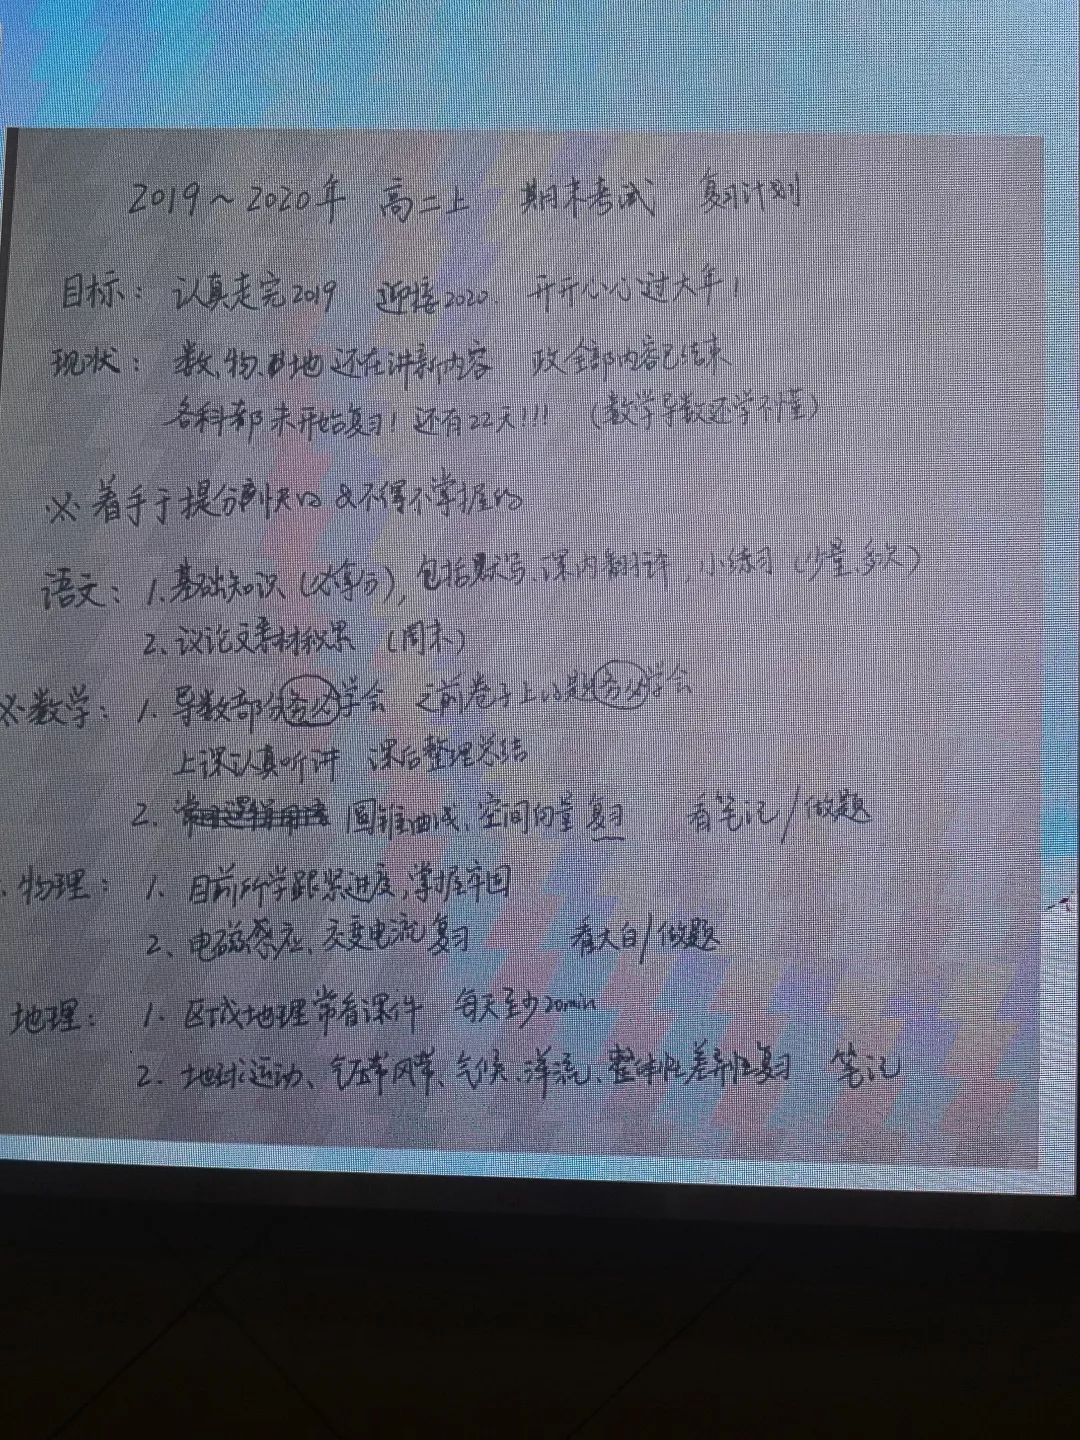 2019～2020年 高二上 期末考试 复习计划
目标：认真走完2019 迎接2020. 开开心心过大年！
现状：数、物、地还在讲新内容 政全部内容已结束
各科都未开始复习！还有22天!!! （数学导数还学不懂）
※ 着手于提分快的 & 不得不掌握的
语文：1.基础知识（必拿分），包括默写、课内翻译、小练习（少量、多次）
2、议论文素材积累 （周末）
※数学：1.导数部分务必学会 之前卷子上的题务必学会
上课认真听讲 课后整理总结
2. 圆锥曲线、空间向量复习 看笔记/做题
物理：1. 目前所学跟紧进度，掌握牢固
2、电磁感应、交变电流复习 看大白/做题
地理：1. 区域地理常看课件 每天至少20min
2. 地球运动、气压带风带、气候、洋流、整体性差异性复习 笔记